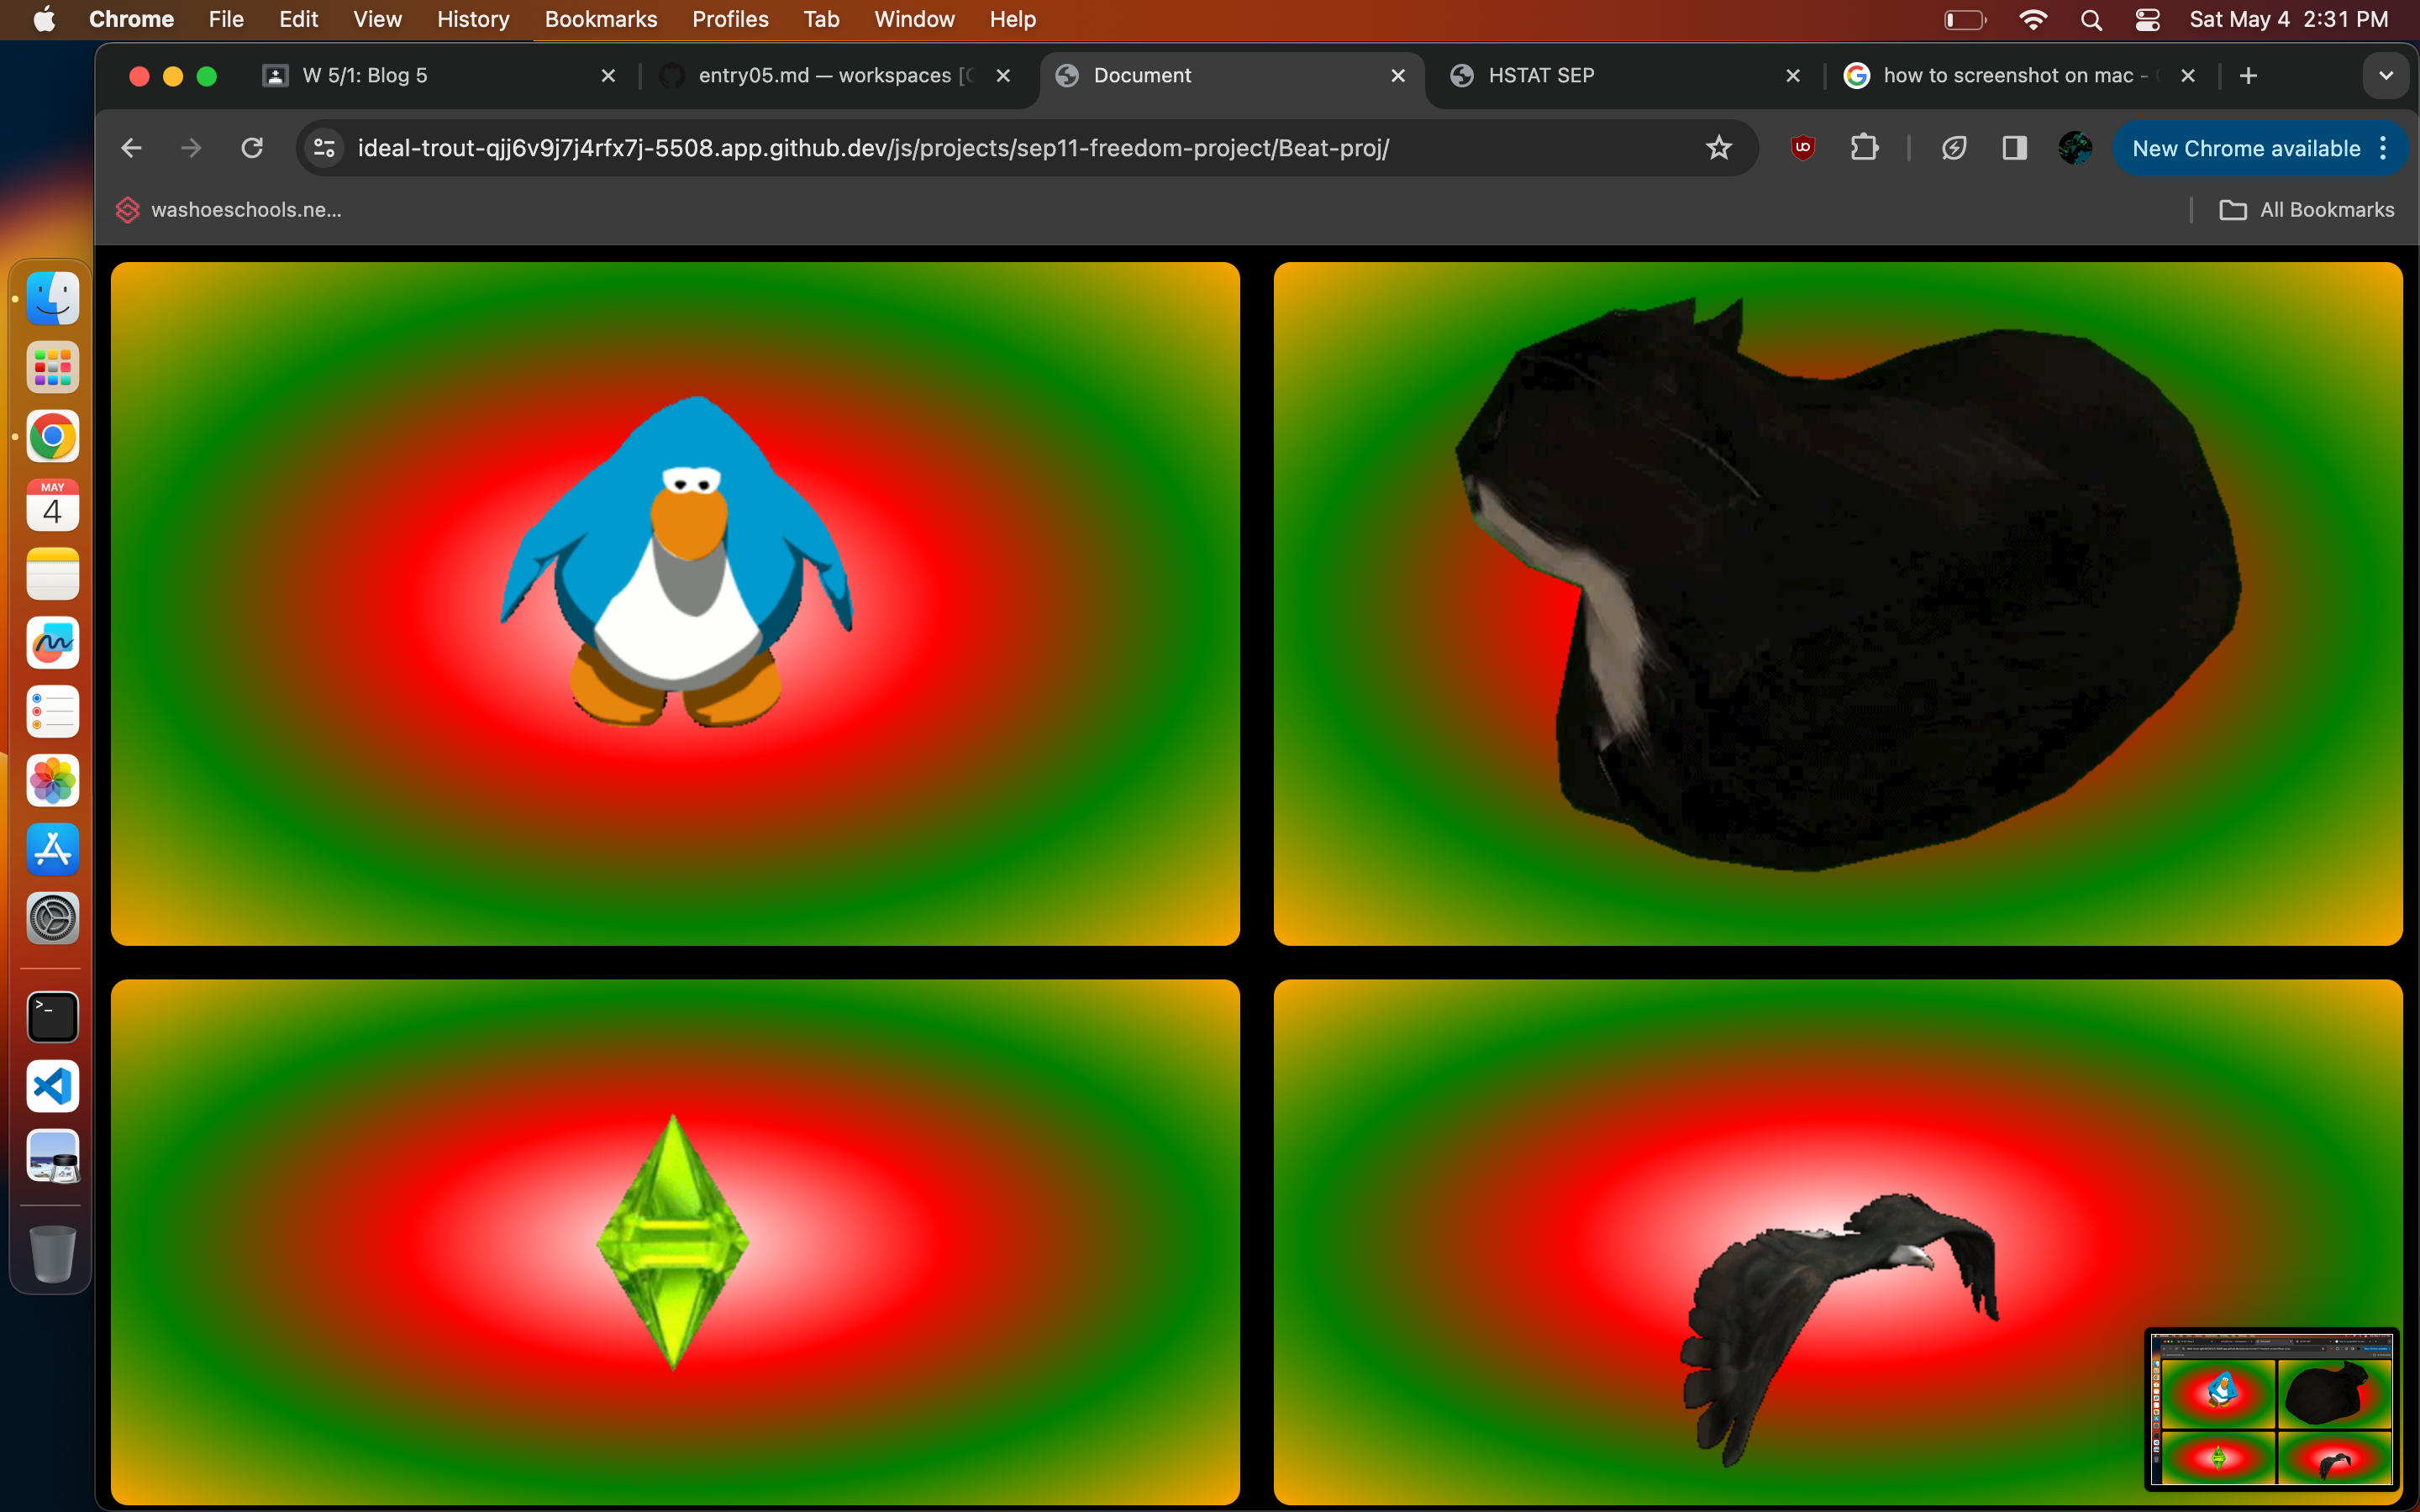 Chrome File Edit View History Bookmarks Profiles Tab Window Help Sat May 4 2:31 PM
W 5/1: Blog 5 entry05.md — workspaces [C Document HSTAT SEP how to screenshot on mac -
ideal-trout-qjj6v9j7j4rfx7j-5508.app.github.dev/js/projects/sep11-freedom-project/Beat-proj/ New Chrome available
washoeschools.ne... All Bookmarks
MAY
4
>_